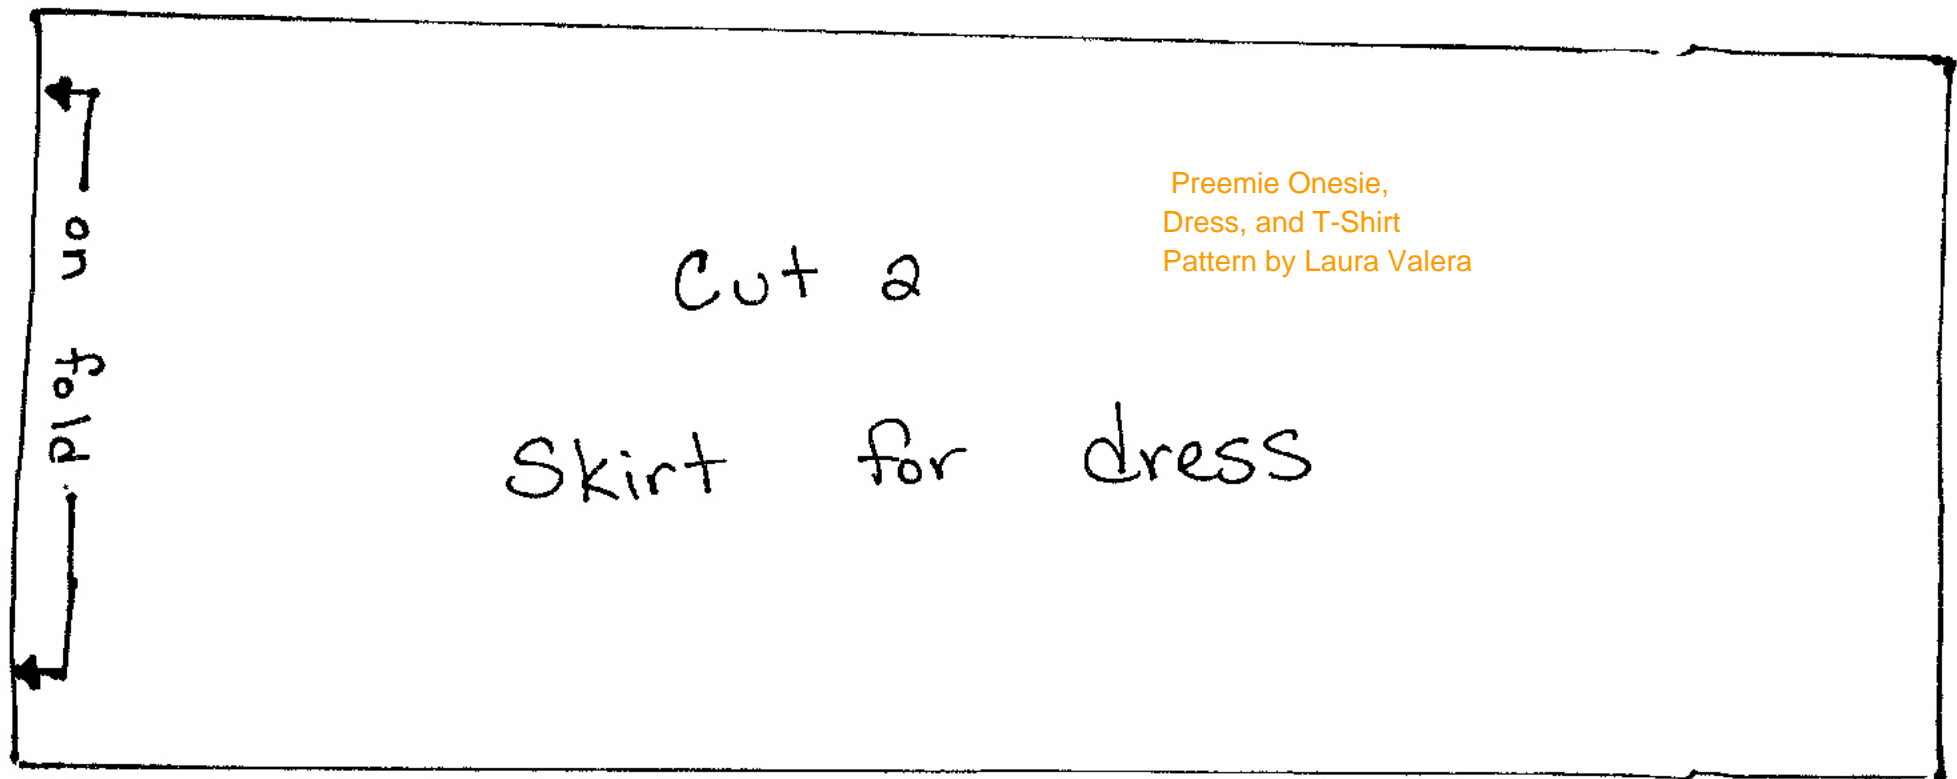 on fold
Preemie Onesie,
Dress, and T-Shirt
Pattern by Laura Valera
Cut 2
Skirt for dress